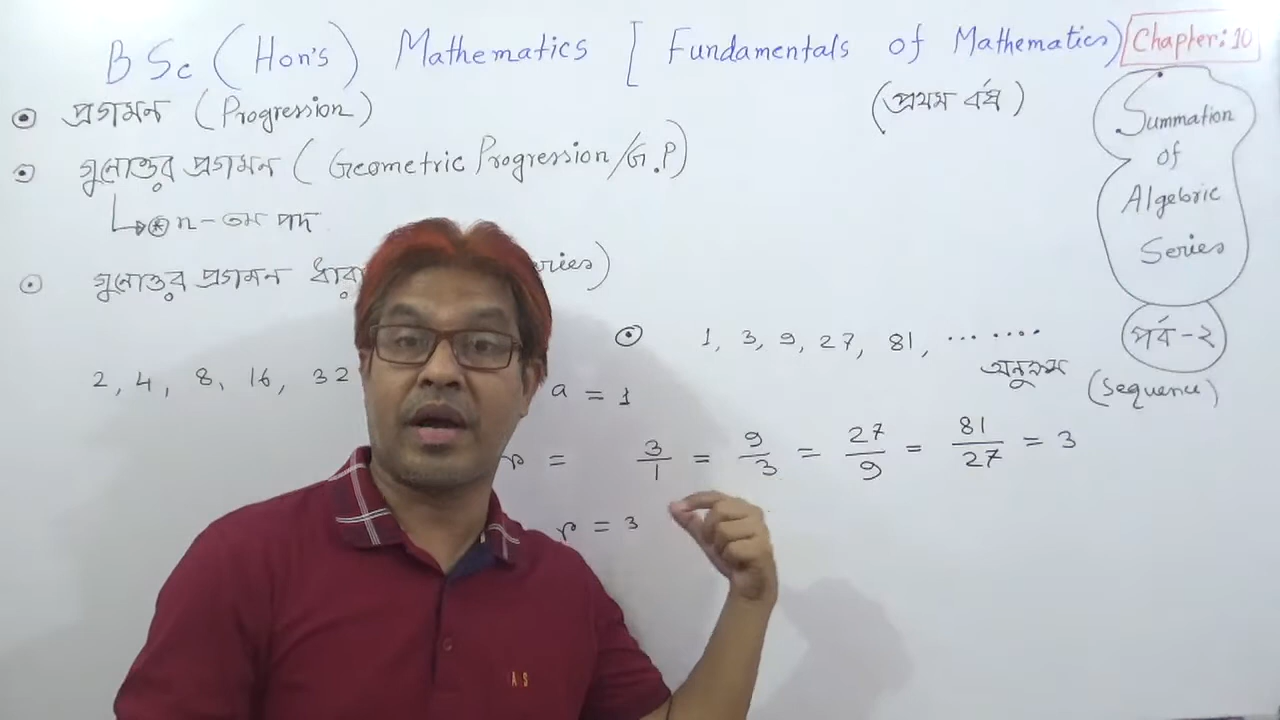 BSc (Hon's) Mathematics [ Fundamentals of Mathematics)
Chapter: 10
(প্রথম বর্ষ)
প্রগমন (Progression)
গুনোত্তর প্রগমন (Geometric Progression/G.P)
n-তম পদ
গুনোত্তর প্রগমন ধারা
Summation
of
Algebric
Series
পর্ব-২
1, 3, 9, 27, 81, ........
অনুক্রম
(Sequence)
2, 4, 8, 16, 32
a = 1
r = 3/1 = 9/3 = 27/9 = 81/27 = 3
r = 3
AS